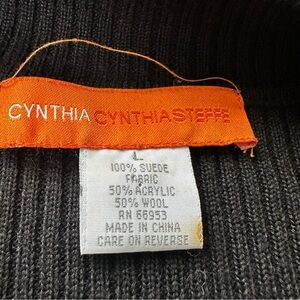 CYNTHIA CYNTHIA STEFFE
L
100% SUEDE
FABRIC
50% ACRYLIC
50% WOOL
RN 66953
MADE IN CHINA
CARE ON REVERSE